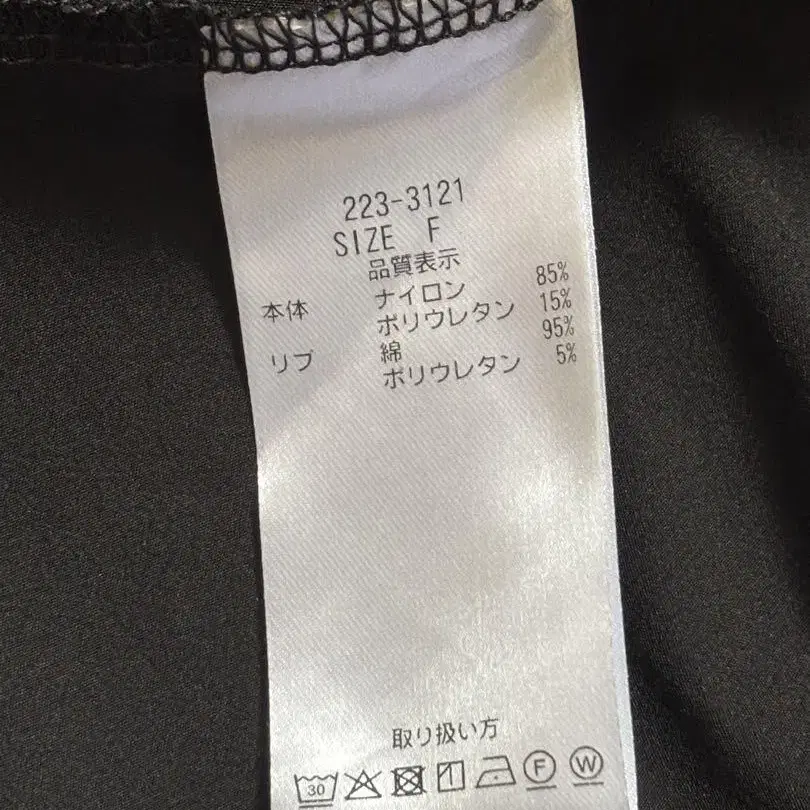 223-3121
SIZE F
品質表示
本体 ナイロン 85%
ポリウレタン 15%
リブ 綿 95%
ポリウレタン 5%
取り扱い方
30 F W